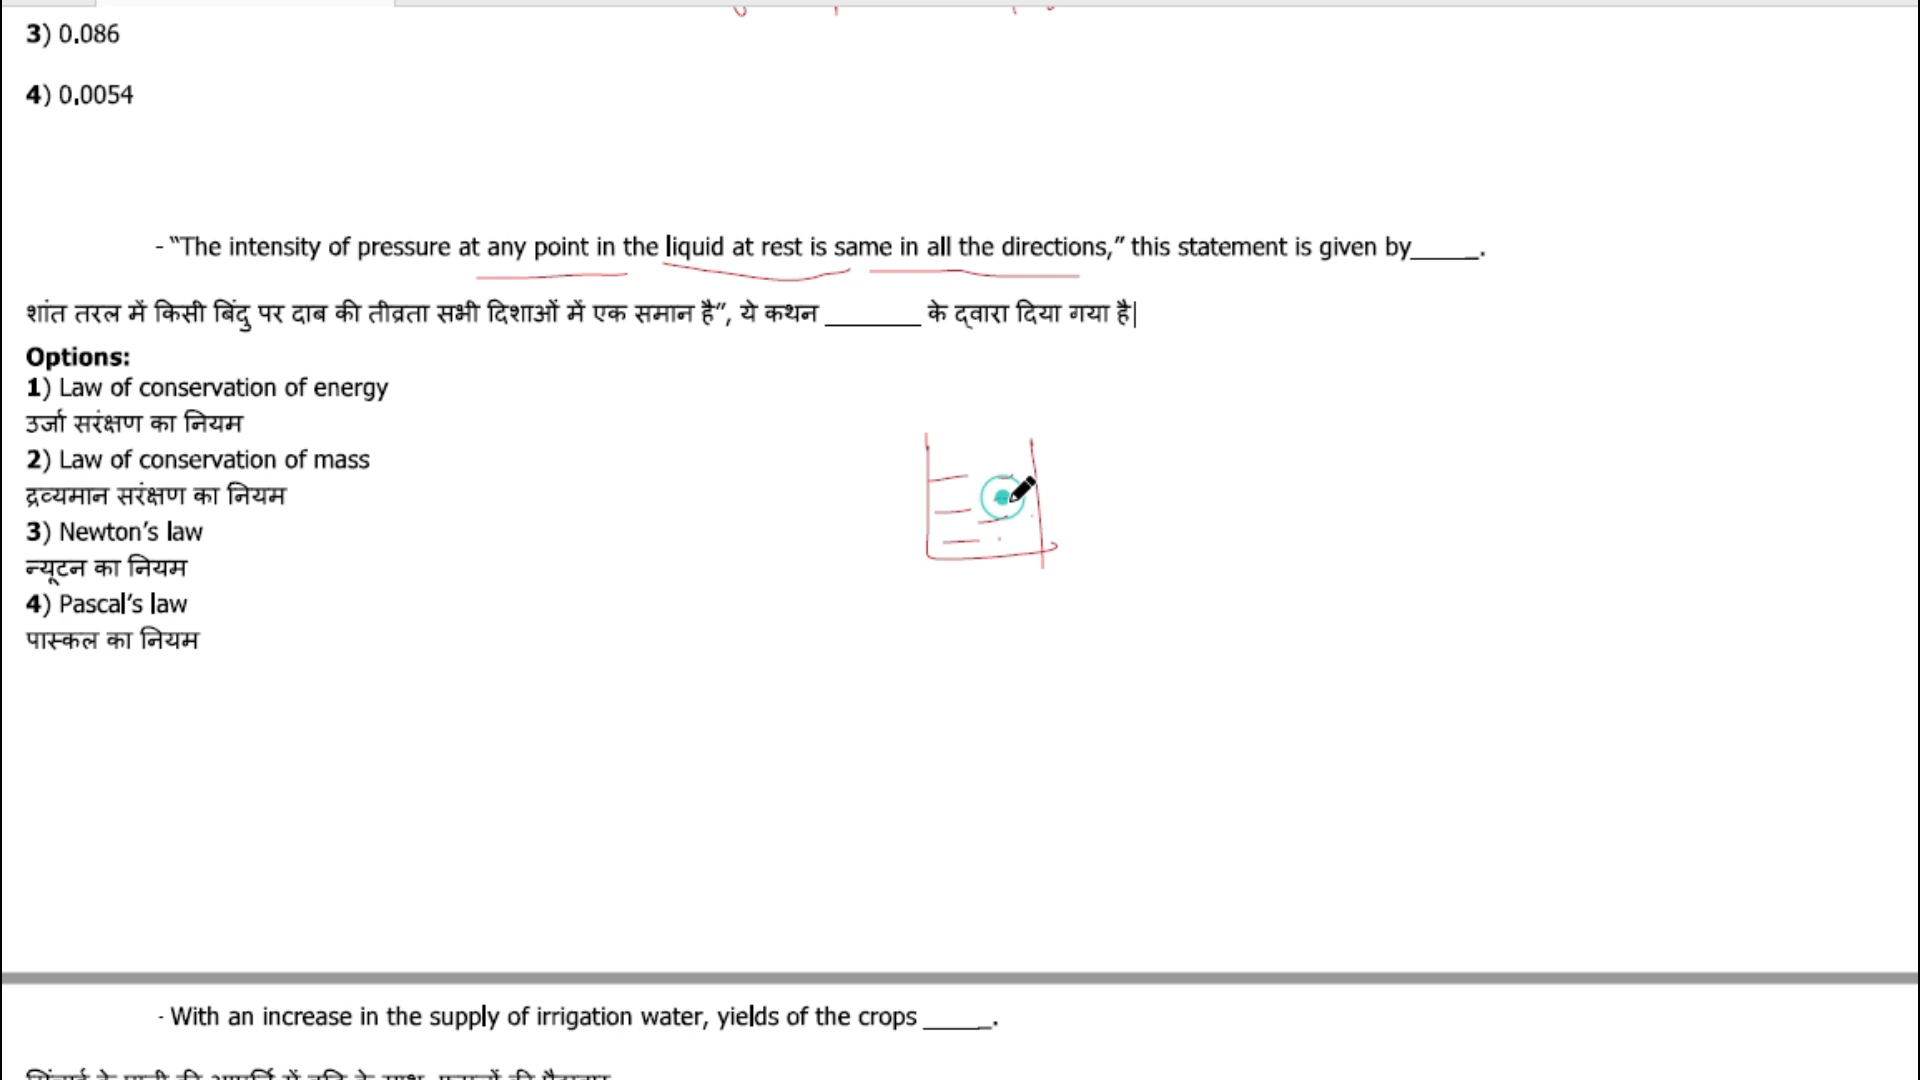 3) 0.086
4) 0.0054
- “The intensity of pressure at any point in the liquid at rest is same in all the directions,” this statement is given by_____.
शांत तरल में किसी बिंदु पर दाब की तीव्रता सभी दिशाओं में एक समान है”, ये कथन _______ के द्वारा दिया गया है|
Options:
1) Law of conservation of energy
उर्जा सरंक्षण का नियम
2) Law of conservation of mass
द्रव्यमान सरंक्षण का नियम
3) Newton’s law
न्यूटन का नियम
4) Pascal’s law
पास्कल का नियम
- With an increase in the supply of irrigation water, yields of the crops _____.